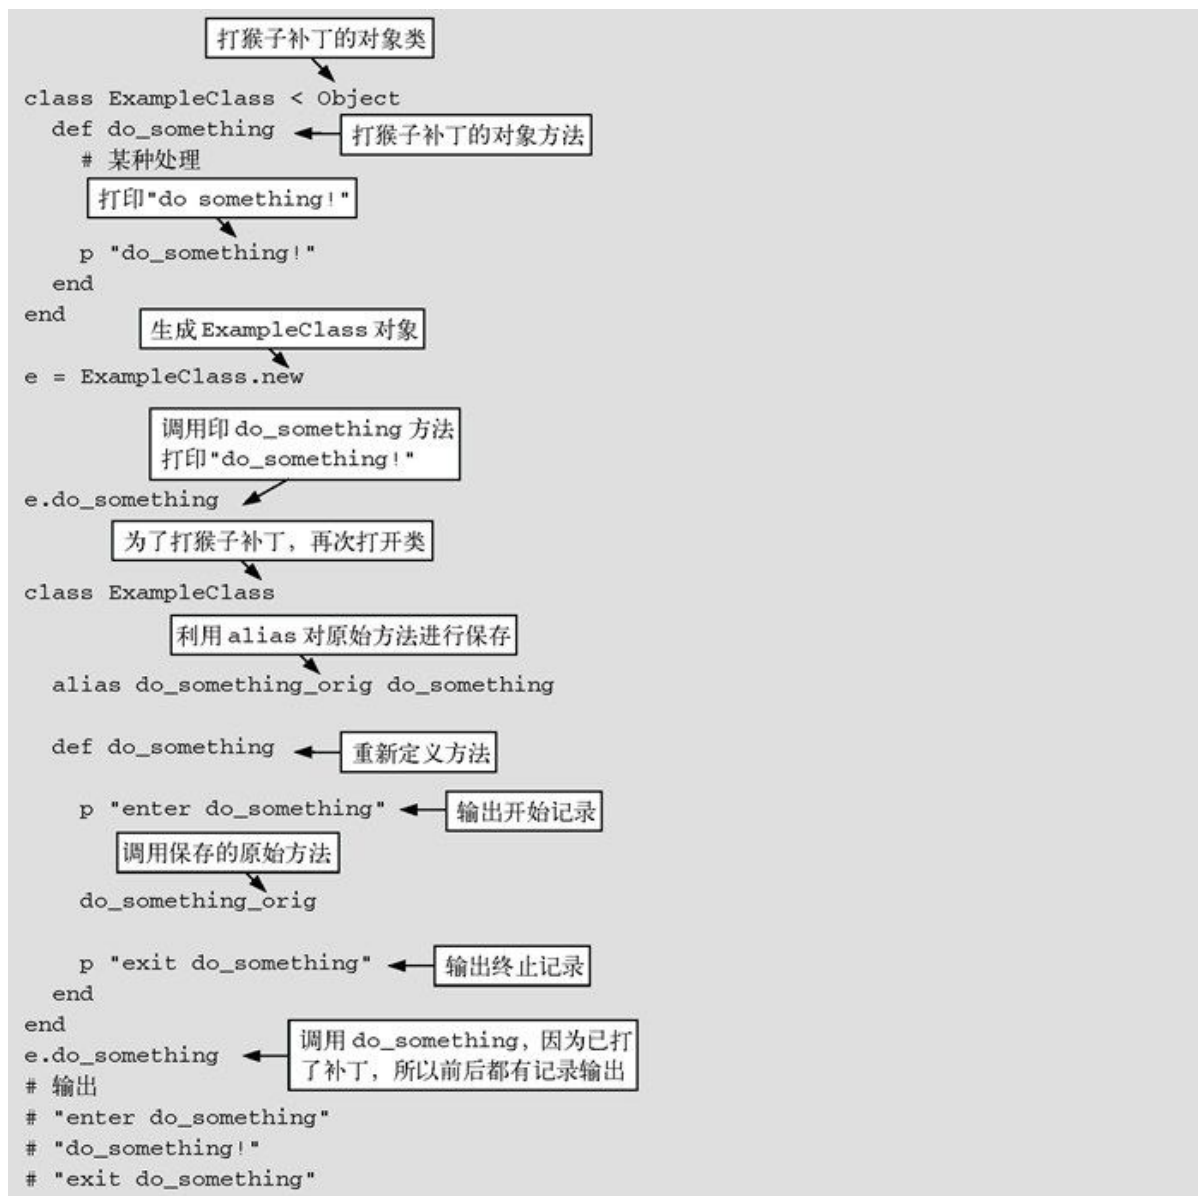 打猴子补丁的对象类
class ExampleClass < Object
def do_something
打猴子补丁的对象方法
# 某种处理
打印"do something!"
p "do_something!"
end
end
生成ExampleClass对象
e = ExampleClass.new
调用印do_something方法
打印"do_something!"
e.do_something
为了打猴子补丁，再次打开类
class ExampleClass
利用alias对原始方法进行保存
alias do_something_orig do_something
def do_something
重新定义方法
p "enter do_something"
输出开始记录
调用保存的原始方法
do_something_orig
p "exit do_something"
输出终止记录
end
end
e.do_something
调用do_something，因为已打
了补丁，所以前后都有记录输出
# 输出
# "enter do_something"
# "do_something!"
# "exit do_something"